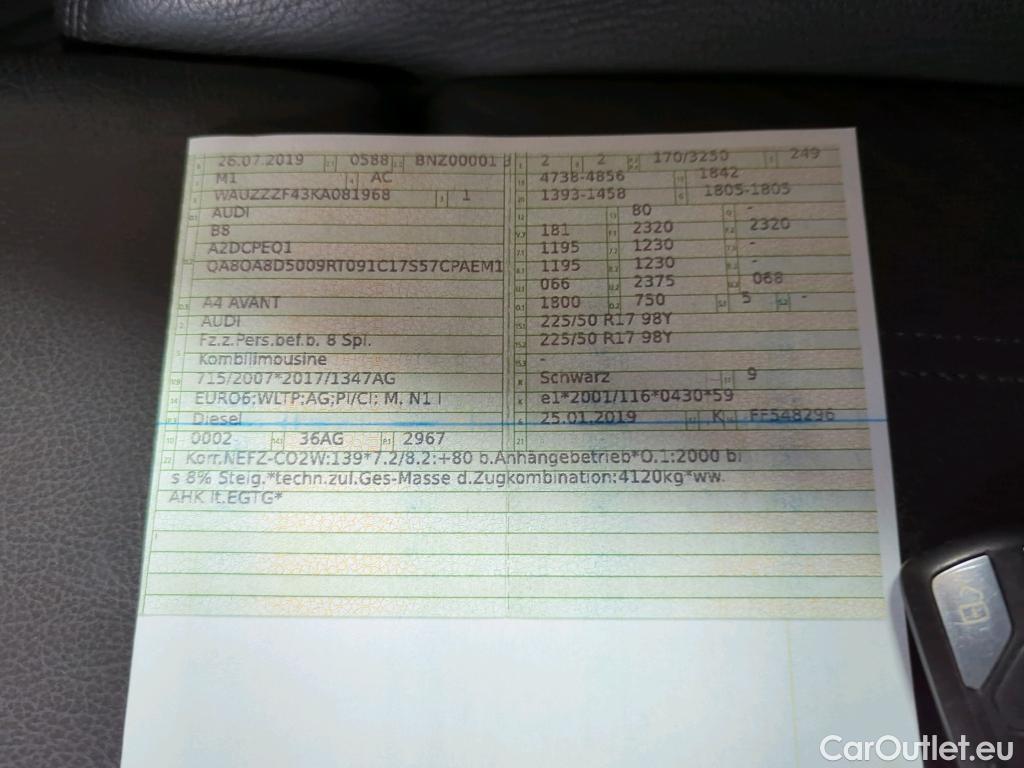 26.07.2019 0588 BNZ00001 3
M1 AC
WAUZZZF43KA081968 1
AUDI
B8
A2DCPEO1
QA8QA8D5009RT091C17S57CPAEM1
A4 AVANT
AUDI
Fz.z.Pers.bef.b. 8 Spl.
Kombilimousine
715/2007*2017/1347AG
EURO6;WLTP;AG;PI/CI; M, N1 I
Diesel
0002 36AG 2967
2 2 170/3250 249
4738-4856 1842
1393-1458 1805-1805
80 -
181 2320 2320
1195 1230 -
1195 1230 -
066 2375 068
1800 750 5 -
225/50 R17 98Y
225/50 R17 98Y
-
Schwarz 9
e1*2001/116*0430*59
25.01.2019 K FF548296
Korr.NEFZ-CO2W:139*7.2/8.2:+80 b.Anhängebetrieb*O.1:2000 bi
s 8% Steig.*techn.zul.Ges-Masse d.Zugkombination:4120kg*ww.
AHK lt.EGTG*
CarOutlet.eu